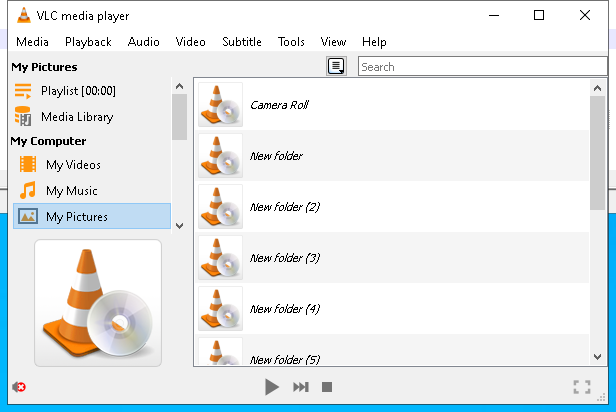 VLC media player
Media Playback Audio Video Subtitle Tools View Help
My Pictures
Search
Playlist [00:00]
Media Library
My Computer
My Videos
My Music
My Pictures
Camera Roll
New folder
New folder (2)
New folder (3)
New folder (4)
New folder (5)